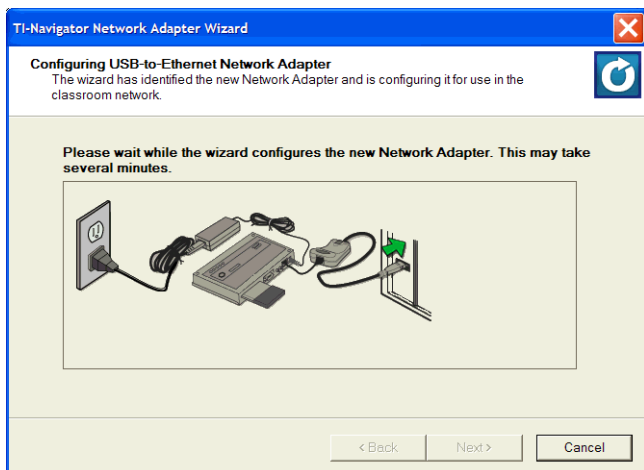 TI-Navigator Network Adapter Wizard
Configuring USB-to-Ethernet Network Adapter
The wizard has identified the new Network Adapter and is configuring it for use in the
classroom network.
Please wait while the wizard configures the new Network Adapter. This may take
several minutes.
< Back
Next >
Cancel